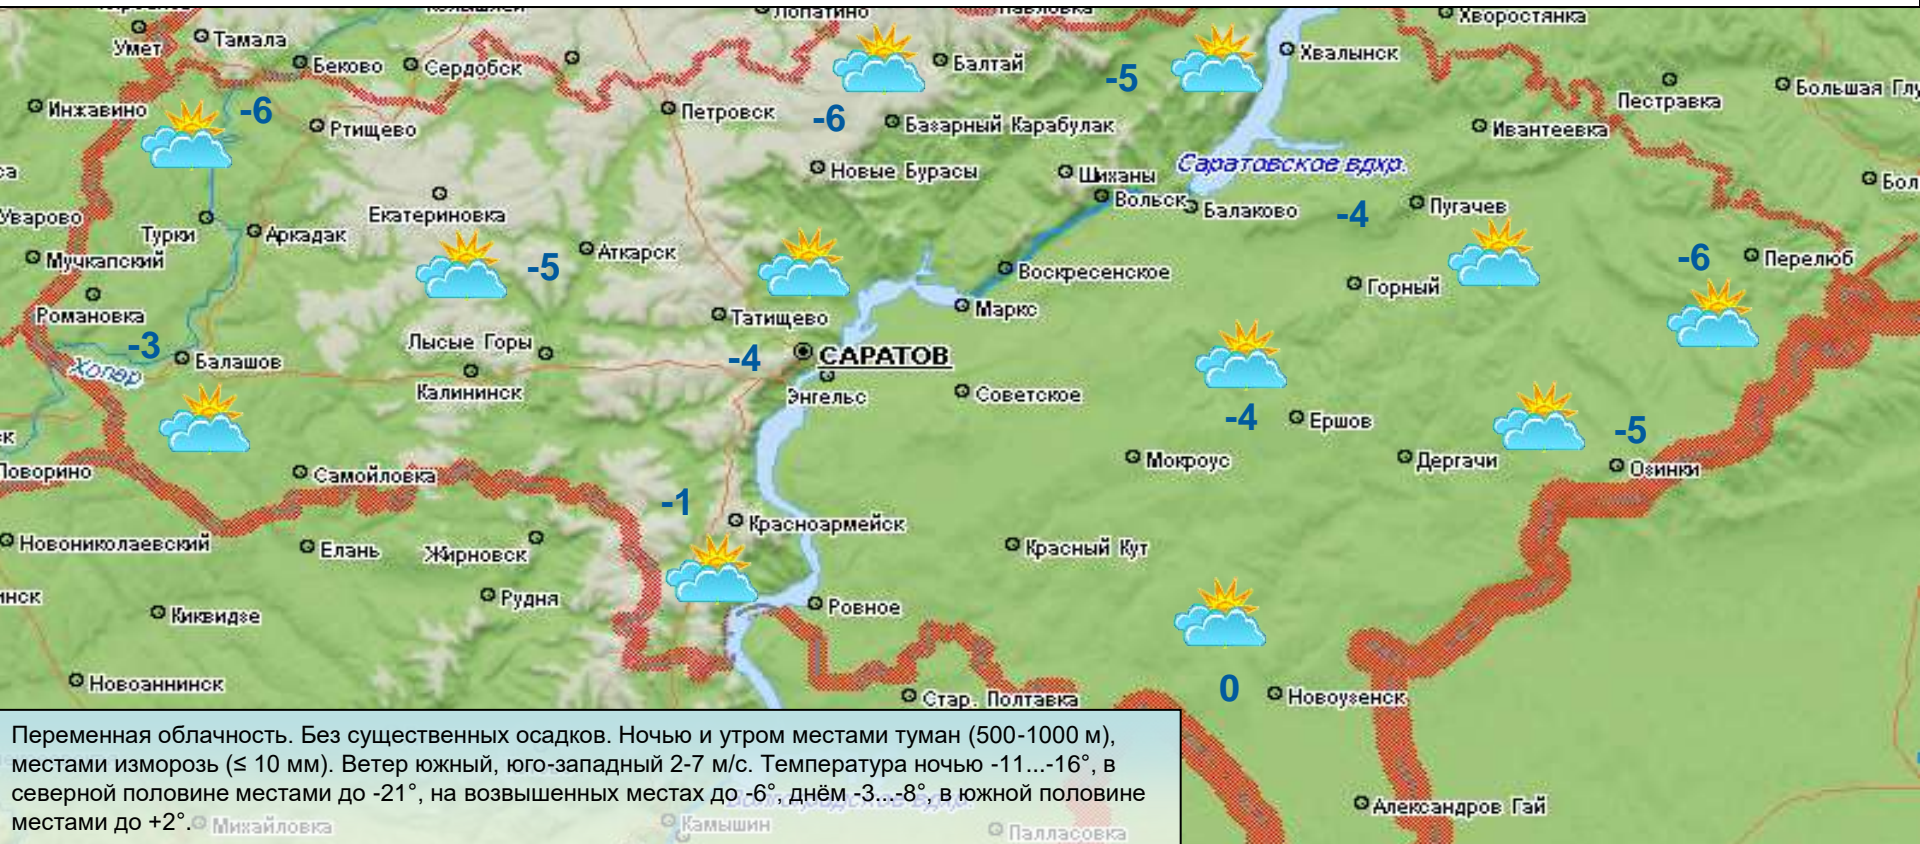 Лопатино
Хворостянка
Умет
Тамала
Беково
Сердобск
Балтай
Хвалынск
-5
Пестравка
Большая Глу
Инжавино
-6
Ртищево
Петровск
-6
Базарный Карабулак
Ивантеевка
Новые Бурасы
Шиханы
Саратовское вдхр.
Вольск
Балаково
-4
Пугачев
Бол
Уварово
Екатериновка
Турки
Аркадак
Аткарск
-5
Мучкапский
Воскресенское
-6
Перелюб
Горный
Романовка
Татищево
Маркс
-3
Балашов
Лысые Горы
-4
САРАТОВ
Хопер
Калининск
Энгельс
Советское
-4
Ершов
-5
Поворино
Самойловка
Мокроус
Дергачи
Озинки
-1
Красноармейск
Новониколаевский
Елань
Жирновск
Красный Кут
инск
Рудня
Ровное
Киквидзе
Новоаннинск
Стар. Полтавка
0
Новоузенск
Переменная облачность. Без существенных осадков. Ночью и утром местами туман (500-1000 м),
местами изморозь (≤ 10 мм). Ветер южный, юго-западный 2-7 м/с. Температура ночью -11...-16°, в
северной половине местами до -21°, на возвышенных местах до -6°, днём -3...-8°, в южной половине
местами до +2°.
Михайловка
Камышин
Палласовка
Александров Гай